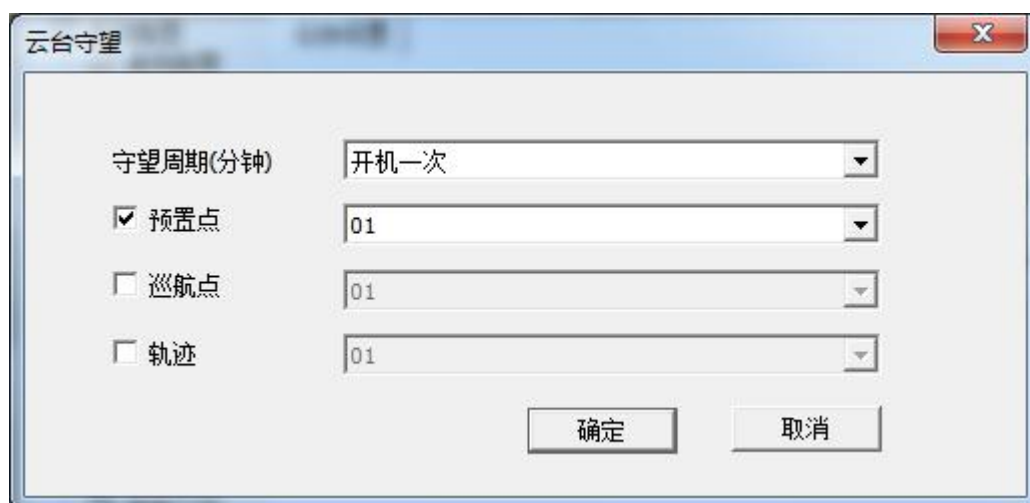 云台守望
守望周期(分钟) 开机一次
预置点 01
巡航点 01
轨迹 01
确定 取消